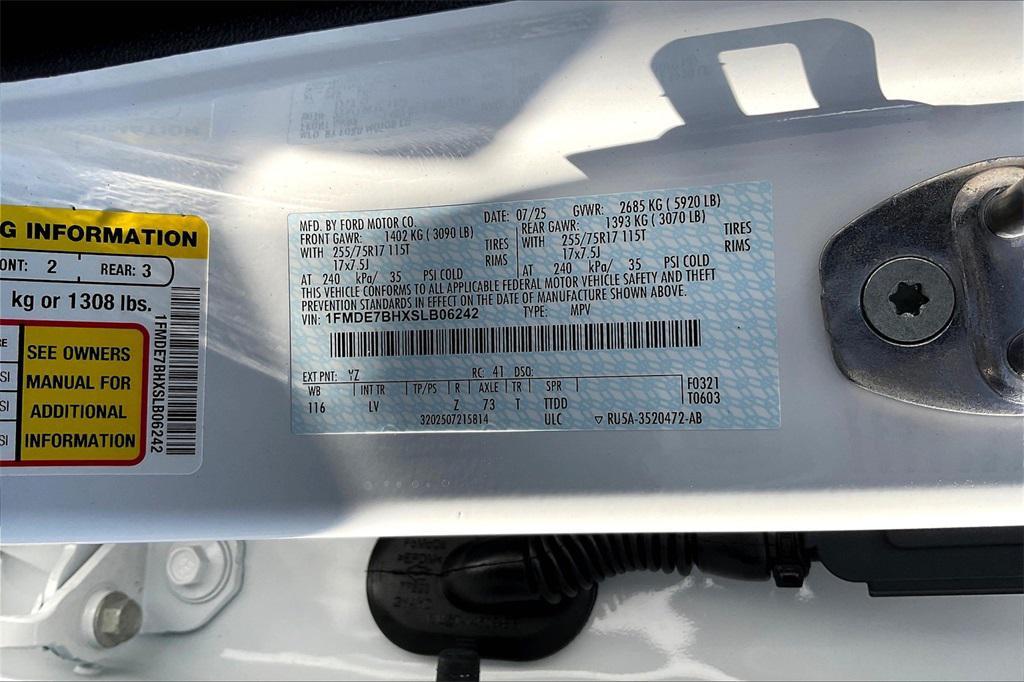 G INFORMATION
ONT: 2 REAR: 3
kg or 1308 lbs.
SEE OWNERS
MANUAL FOR
ADDITIONAL
INFORMATION
RE
SI
SI
SI
1FMDE7BHXSLB06242
MFD. BY FORD MOTOR CO. DATE: 07/25 GVWR: 2685 KG ( 5920 LB)
FRONT GAWR: 1402 KG ( 3090 LB) REAR GAWR: 1393 KG ( 3070 LB)
WITH 255/75R17 115T TIRES WITH 255/75R17 115T TIRES
17x7.5J RIMS 17x7.5J RIMS
AT 240 kPa/ 35 PSI COLD AT 240 kPa/ 35 PSI COLD
THIS VEHICLE CONFORMS TO ALL APPLICABLE FEDERAL MOTOR VEHICLE SAFETY AND THEFT
PREVENTION STANDARDS IN EFFECT ON THE DATE OF MANUFACTURE SHOWN ABOVE.
VIN: 1FMDE7BHXSLB06242 TYPE: MPV
EXT PNT: YZ RC: 41 DSO:
WB INT TR TP/PS R AXLE TR SPR F0321
116 LV Z 73 T TTDD T0603
3202507215814 ULC ▽ RU5A-3520472-AB